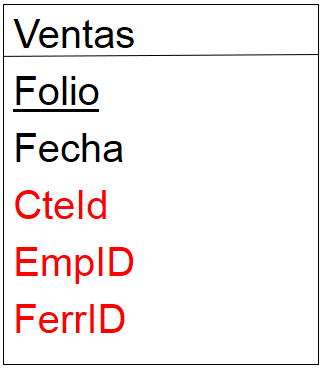 Ventas
Folio
Fecha
CteId
EmpID
FerrID